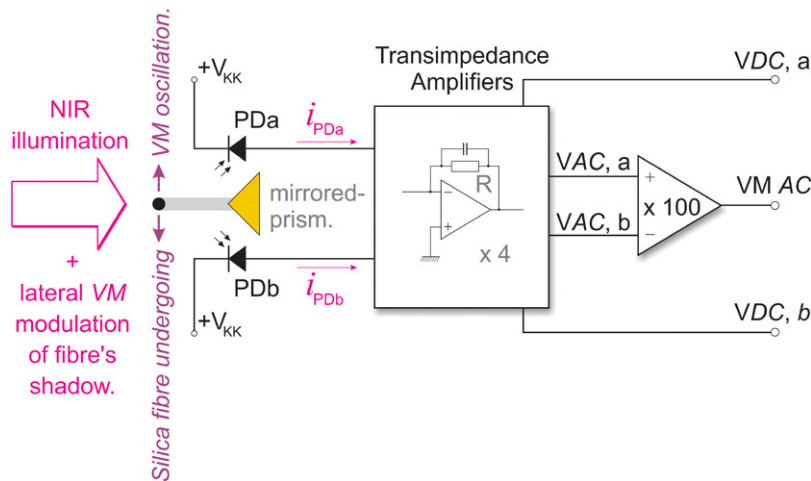 NIR
illumination
+
lateral VM
modulation
of fibre's
shadow.
Silica fibre undergoing VM oscillation.
+VKK
PDa
iPDa
mirrored-
prism.
PDb
iPDb
+VKK
Transimpedance
Amplifiers
R
−
+
x 4
VDC, a
VAC, a
VAC, b
+
x 100
−
VM AC
VDC, b